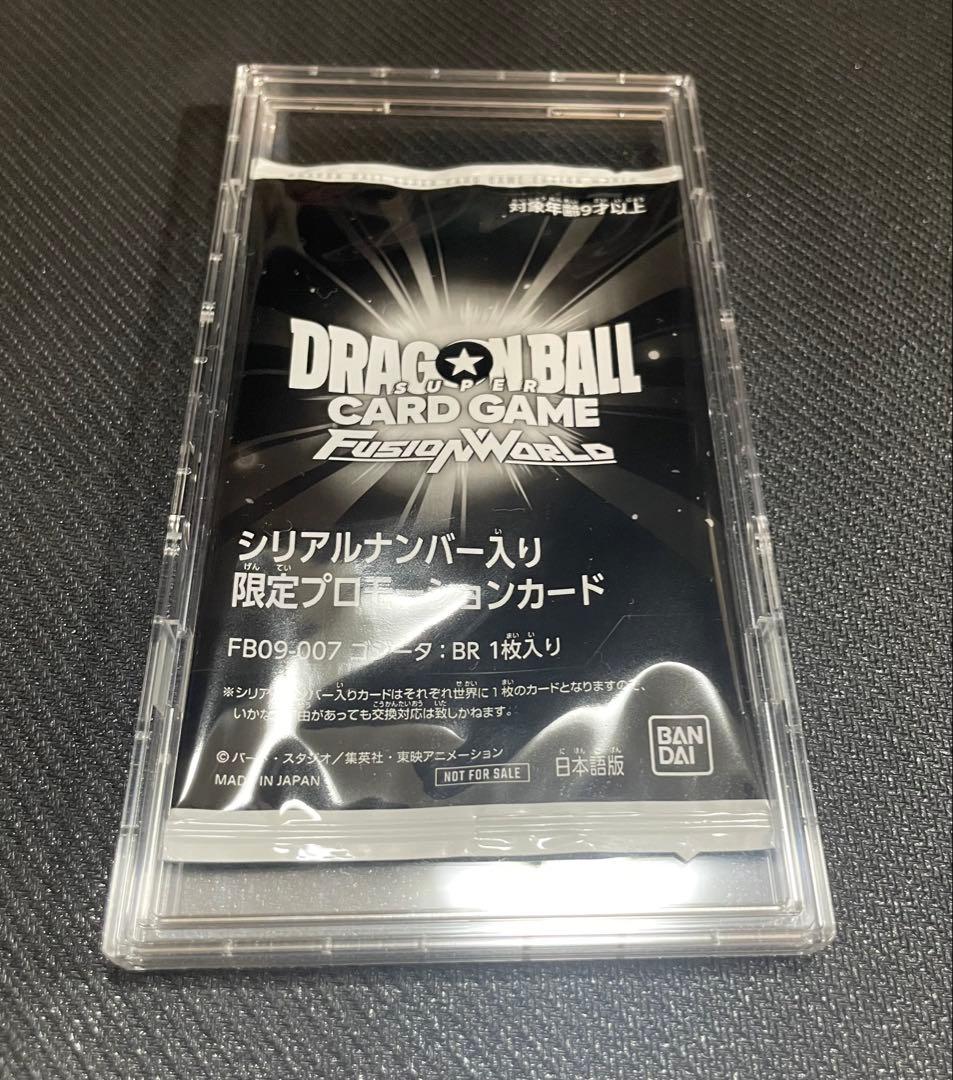 対象年齢9才以上
DRAGON BALL
SUPER
CARD GAME
FUSION WORLD
シリアルナンバー入り
限定プロモーションカード
FB09-007 ゴジータ:BR 1枚入り
※シリアルナンバー入りカードはそれぞれ世界に1枚のカードとなりますので、
いかなる理由があっても交換対応は致しかねます。
©バード・スタジオ/集英社・東映アニメーション
MADE IN JAPAN
NOT FOR SALE
日本語版
BAN
DAI